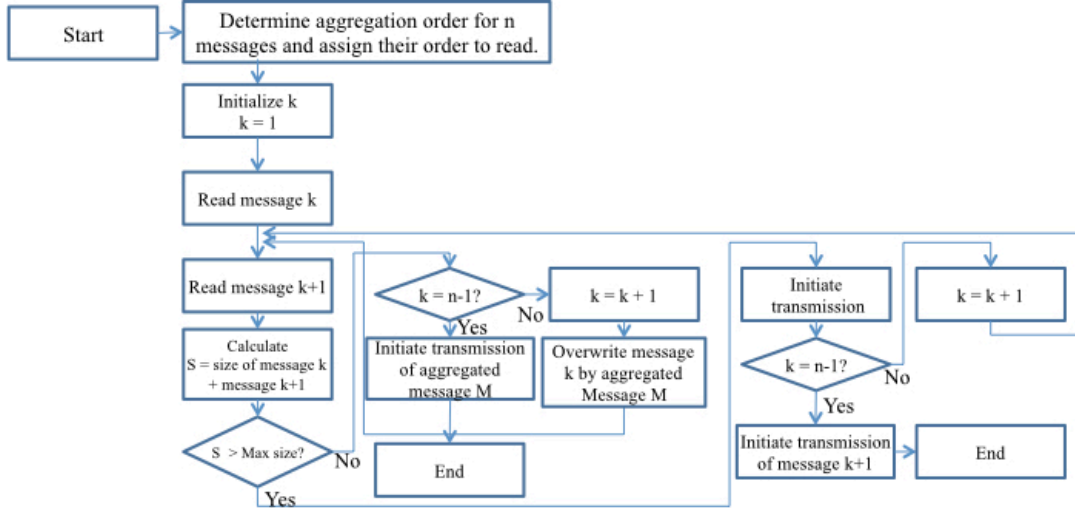 Start
Determine aggregation order for n
messages and assign their order to read.
Initialize k
k = 1
Read message k
Read message k+1
Calculate
S = size of message k
+ message k+1
S > Max size?
No
Yes
k = n-1?
No
Yes
k = k + 1
Initiate transmission
of aggregated
message M
Overwrite message
k by aggregated
Message M
End
Initiate
transmission
k = n-1?
No
Yes
k = k + 1
Initiate transmission
of message k+1
End